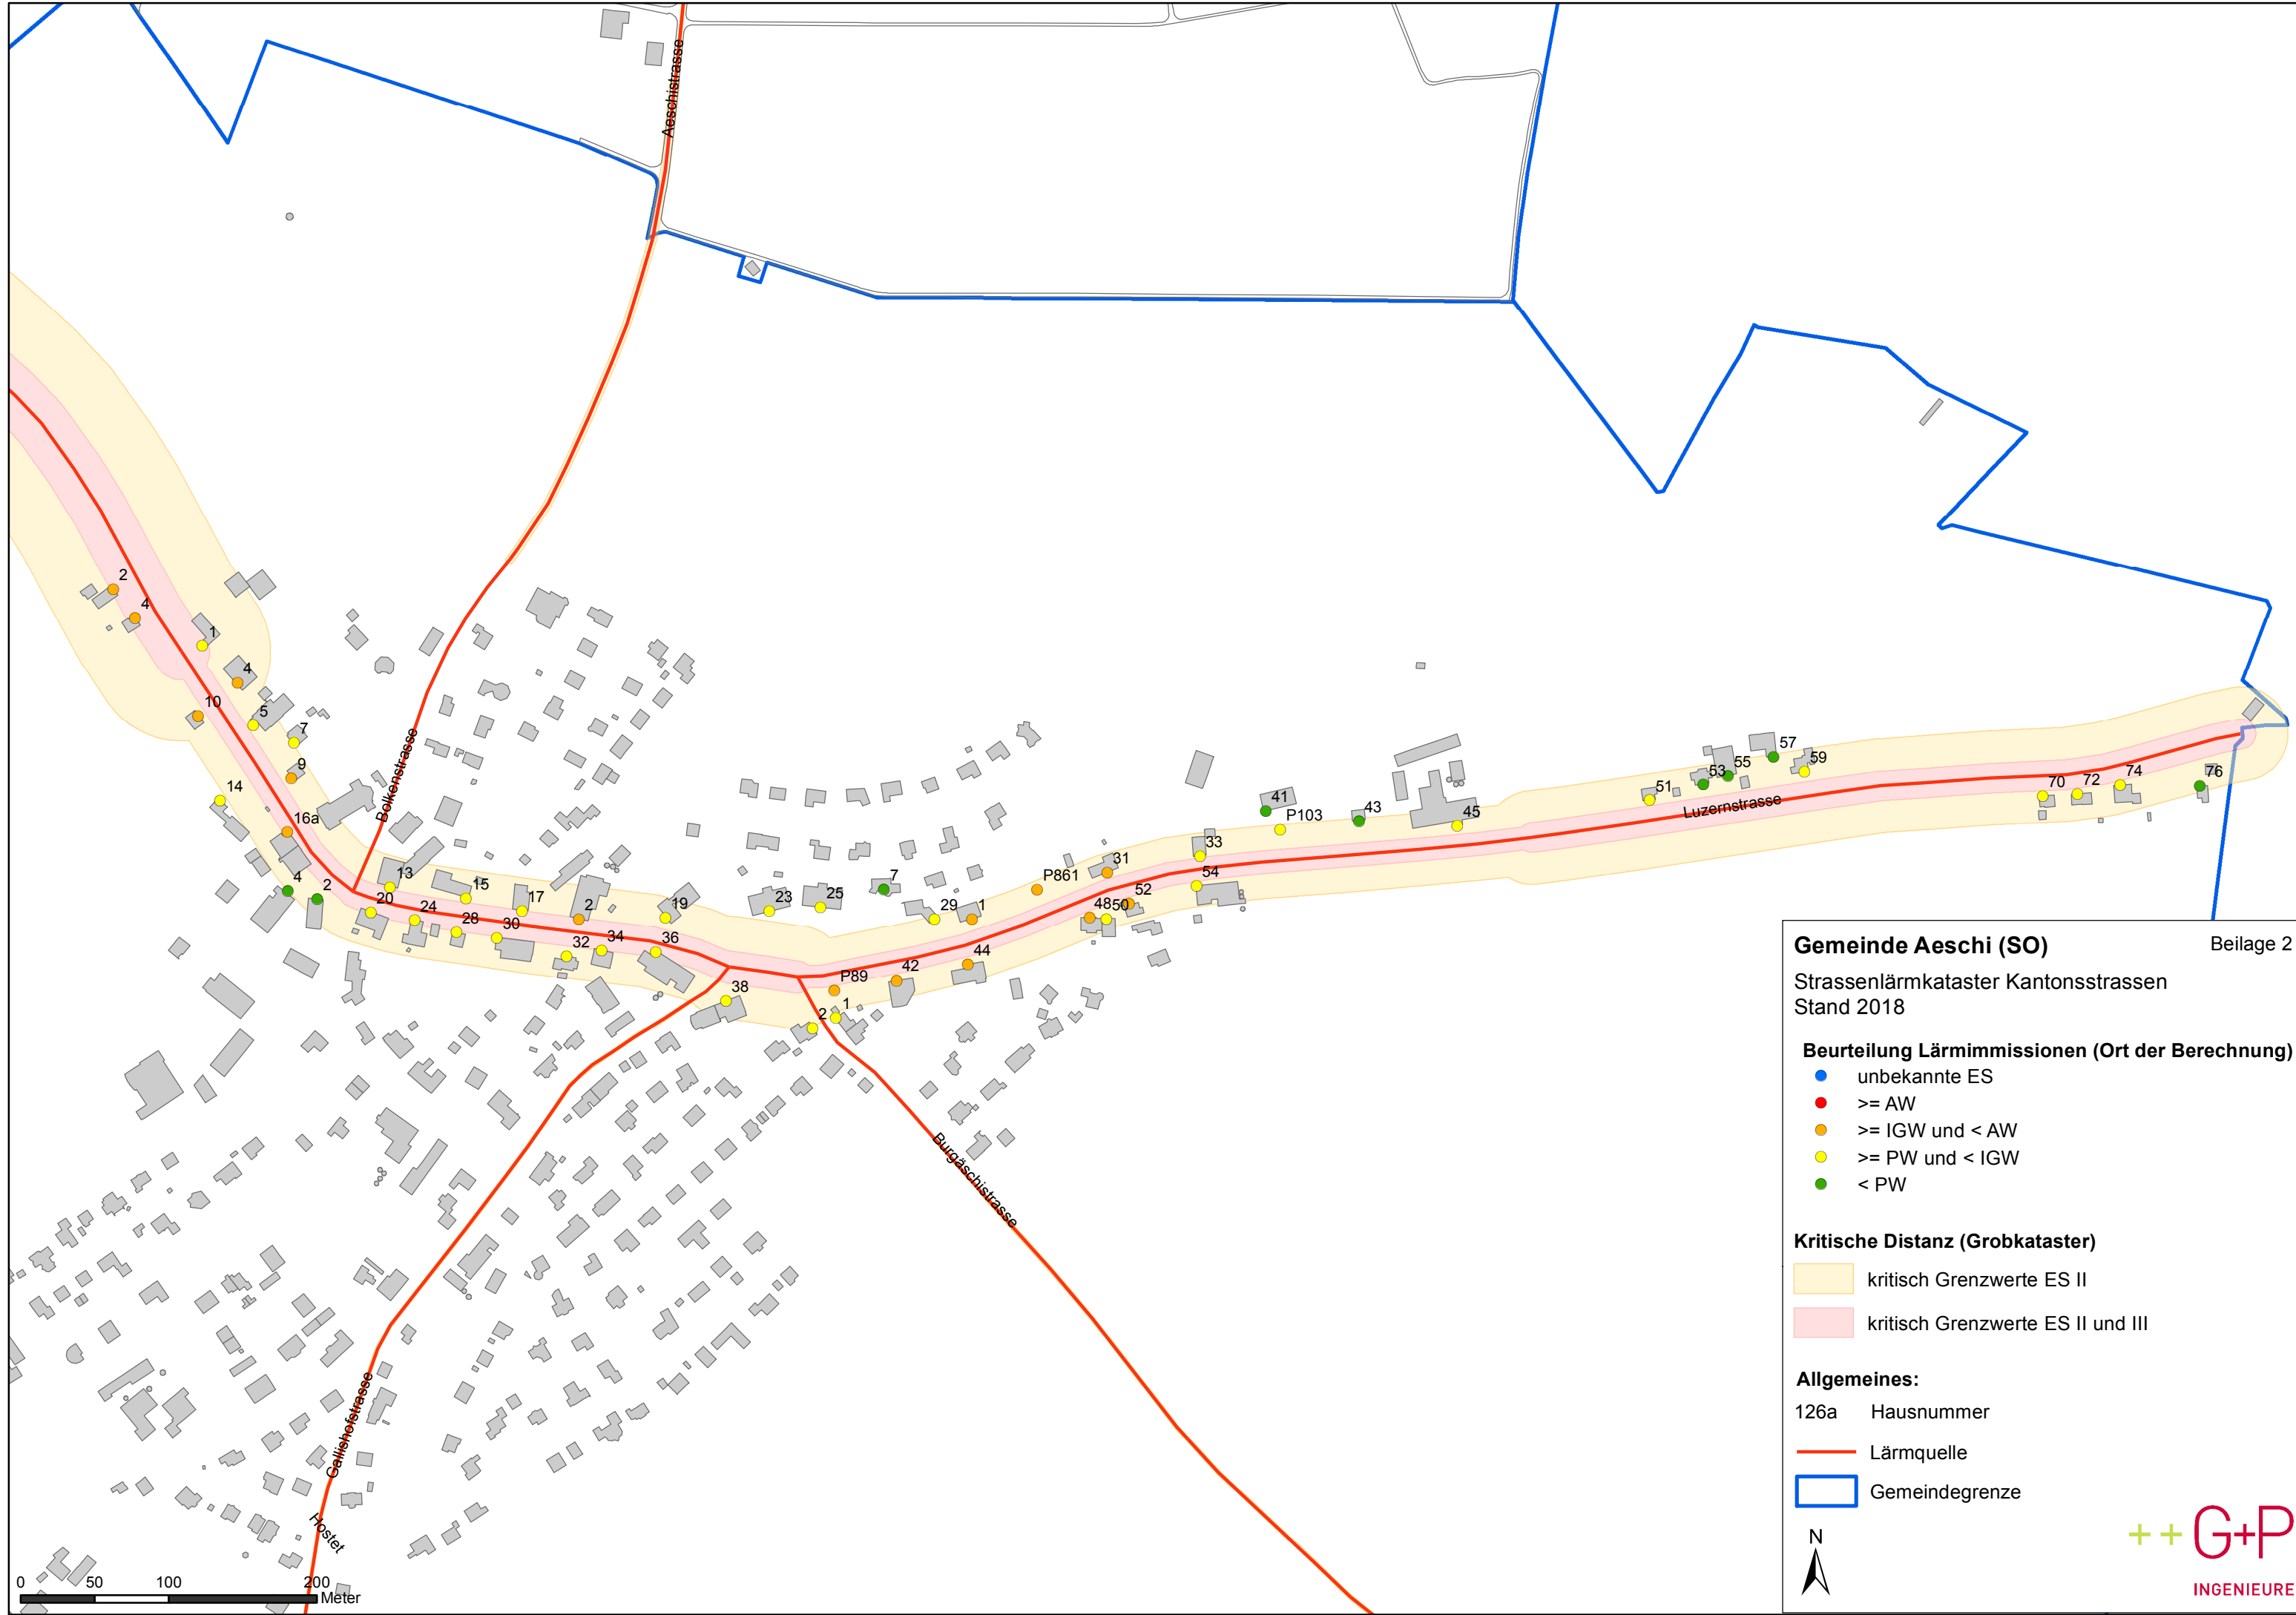 Aeschistrasse
2
4
1
4
10
5
7
9
14
16a
Bolkenstrasse
4
2
13
20
15
24
28
17
30
2
32
34
19
36
38
23
25
7
29
1
P89
42
44
1
2
P861
31
48
50
52
33
54
41
P103
43
45
51
53
55
57
59
Luzernstrasse
70
72
74
76
Burgäschistrasse
Gallishofstrasse
Hostet
0 50 100 200
Meter
Gemeinde Aeschi (SO) Beilage 2
Strassenlärmkataster Kantonsstrassen
Stand 2018
Beurteilung Lärmimmissionen (Ort der Berechnung)
unbekannte ES
>= AW
>= IGW und < AW
>= PW und < IGW
< PW
Kritische Distanz (Grobkataster)
kritisch Grenzwerte ES II
kritisch Grenzwerte ES II und III
Allgemeines:
126a Hausnummer
Lärmquelle
Gemeindegrenze
N
++G+P
INGENIEURE